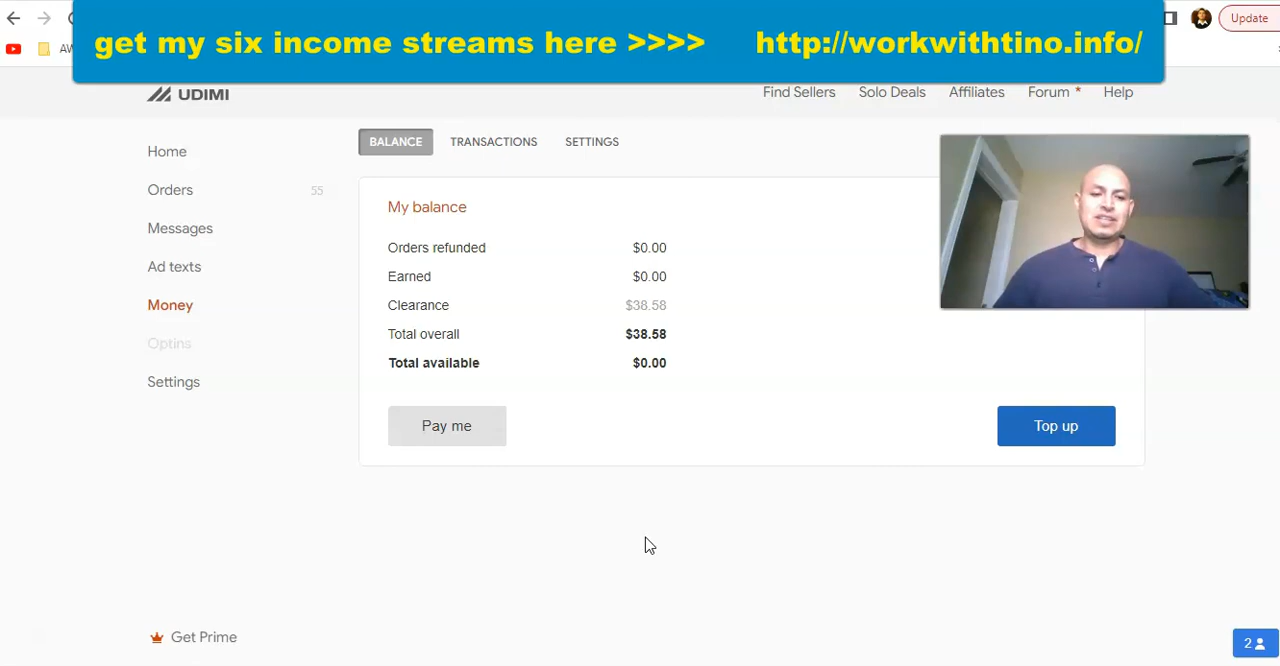 get my six income streams here >>>> http://workwithtino.info/
Update
AW
UDIMI
Find Sellers Solo Deals Affiliates Forum * Help
BALANCE TRANSACTIONS SETTINGS
Home
Orders 55
Messages
Ad texts
Money
Optins
Settings
My balance
Orders refunded $0.00
Earned $0.00
Clearance $38.58
Total overall $38.58
Total available $0.00
Pay me Top up
Get Prime
2